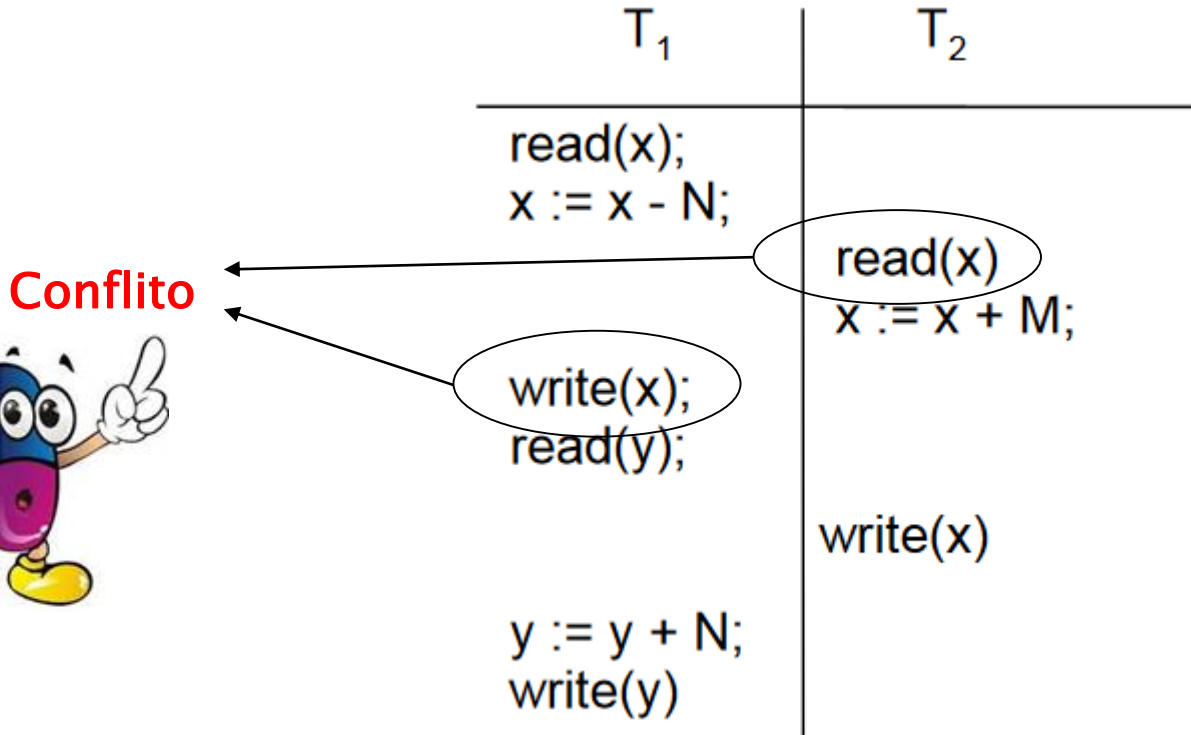 T₁ T₂
read(x);
x := x - N;
read(x)
Conflito
x := x + M;
write(x);
read(y);
write(x)
y := y + N;
write(y)